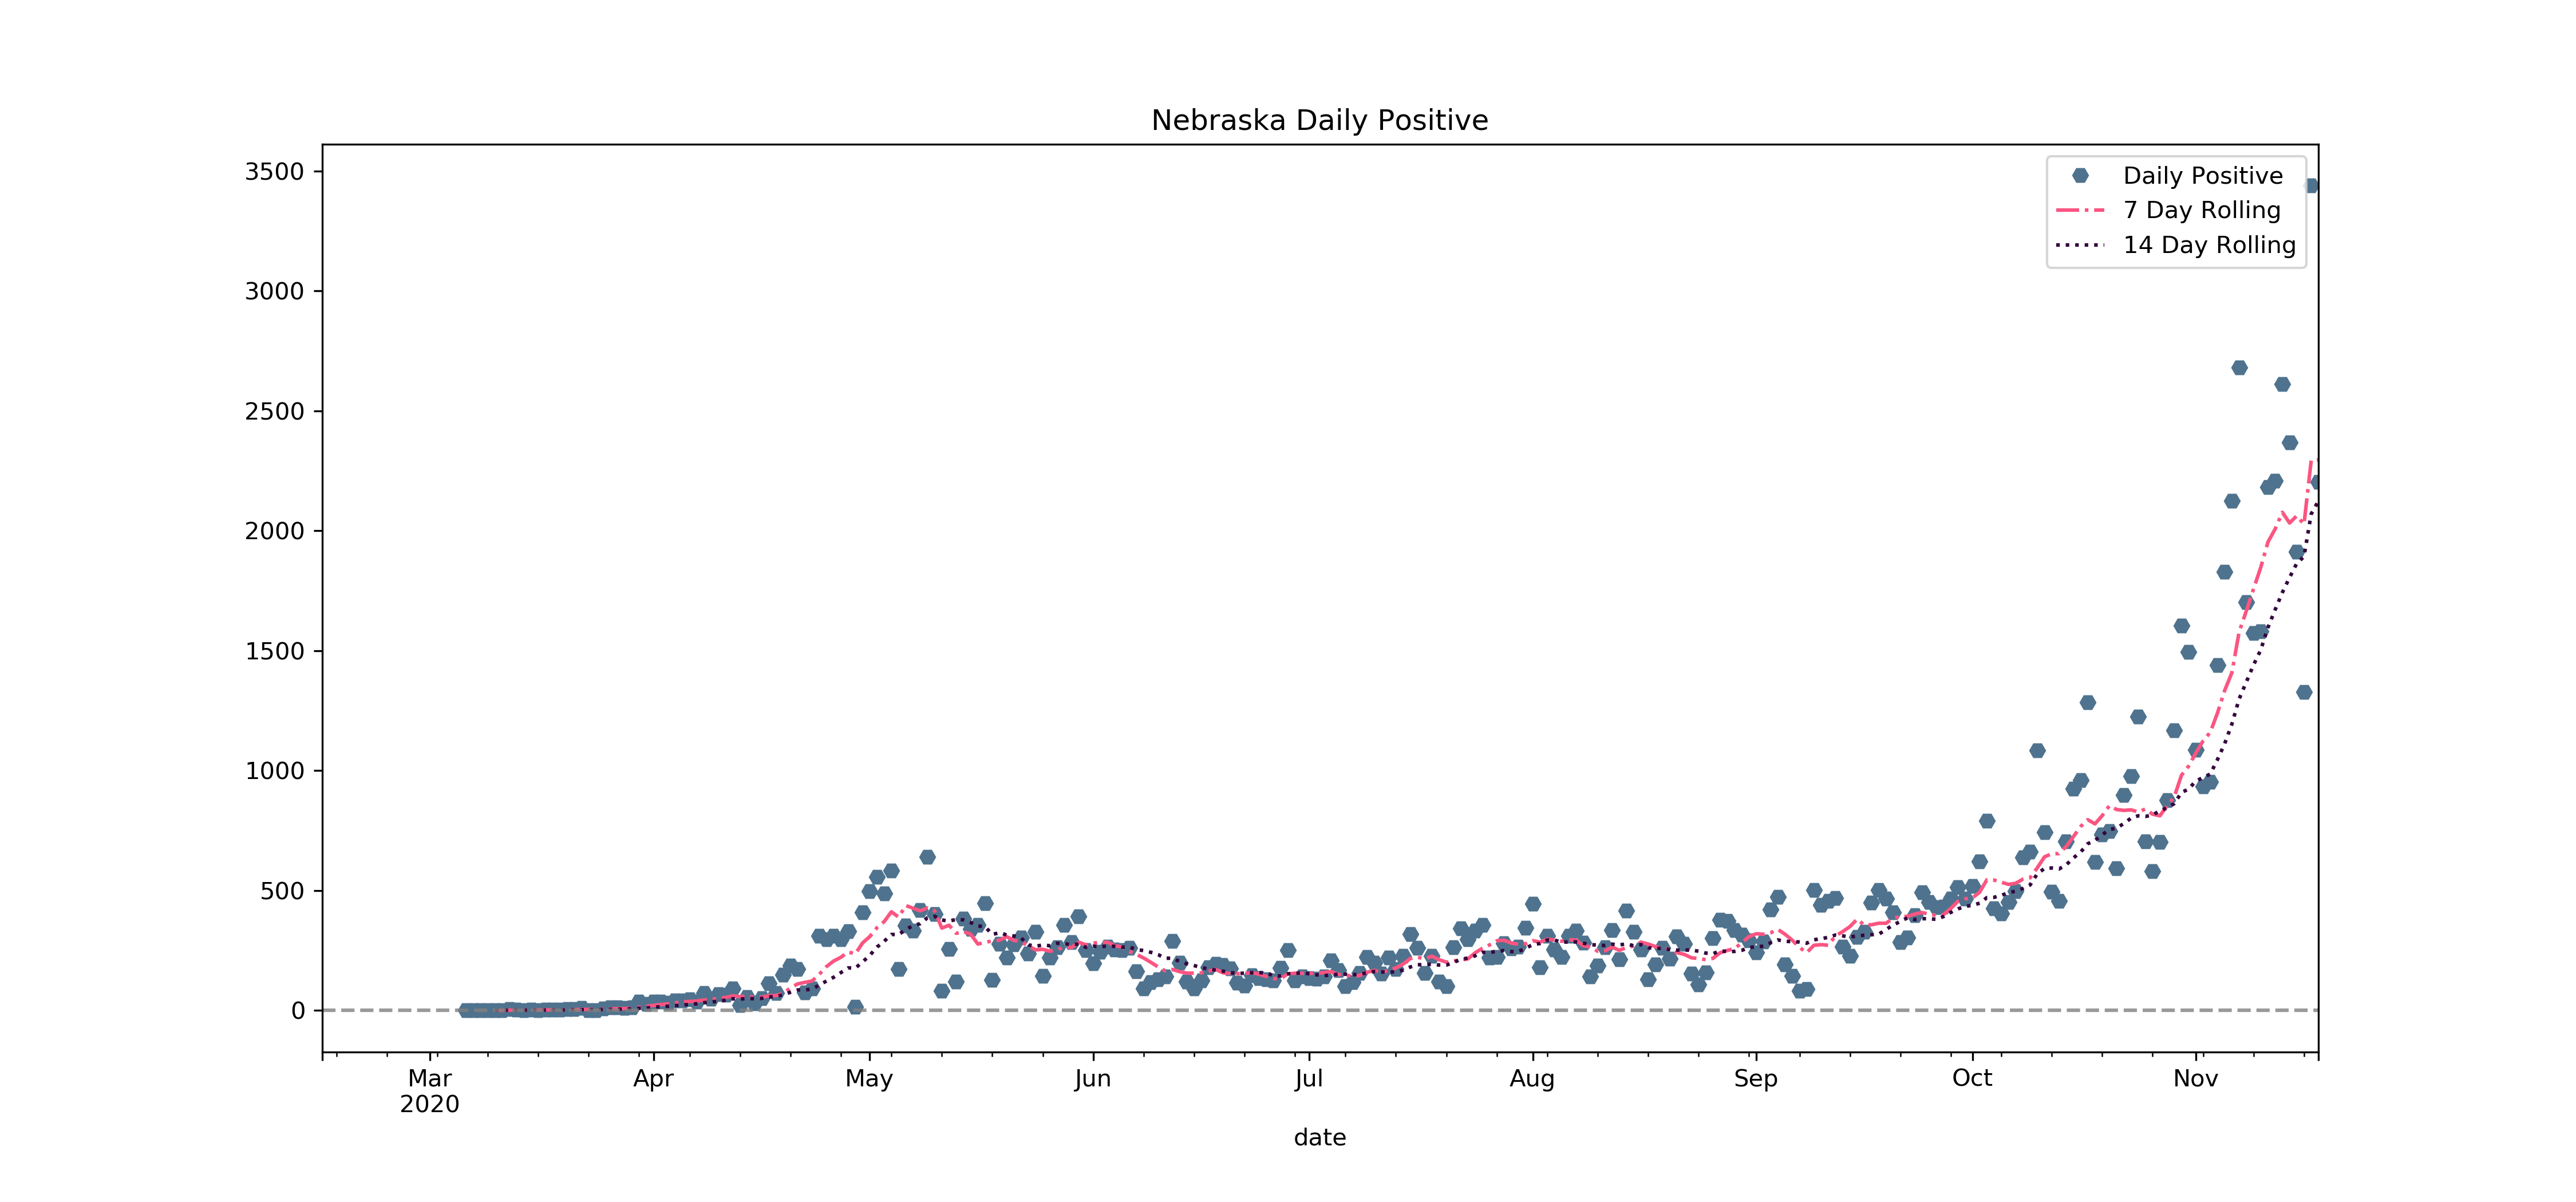 Nebraska Daily Positive
3500
3000
2500
2000
1500
1000
500
0
Daily Positive
7 Day Rolling
14 Day Rolling
Mar Apr May Jun Jul Aug Sep Oct Nov
2020
date